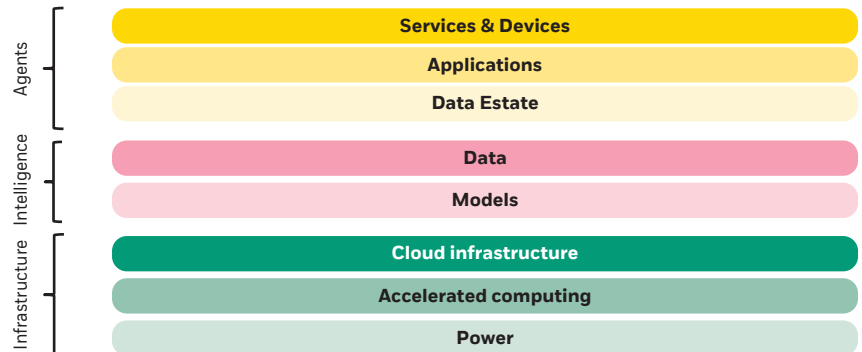 Agents
Services & Devices
Applications
Data Estate
Intelligence
Data
Models
Infrastructure
Cloud infrastructure
Accelerated computing
Power